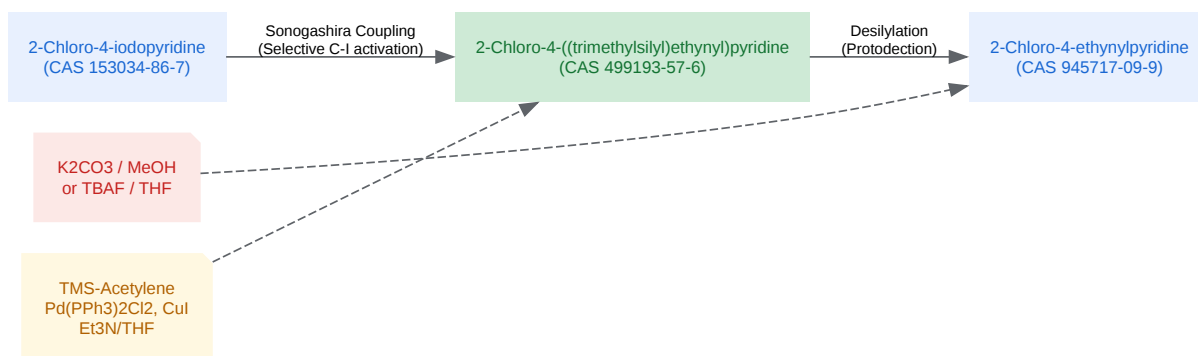 2-Chloro-4-iodopyridine
(CAS 153034-86-7)
Sonogashira Coupling
(Selective C-I activation)
2-Chloro-4-((trimethylsilyl)ethynyl)pyridine
(CAS 499193-57-6)
Desilylation
(Protodection)
2-Chloro-4-ethynylpyridine
(CAS 945717-09-9)
K2CO3 / MeOH
or TBAF / THF
TMS-Acetylene
Pd(PPh3)2Cl2, CuI
Et3N/THF